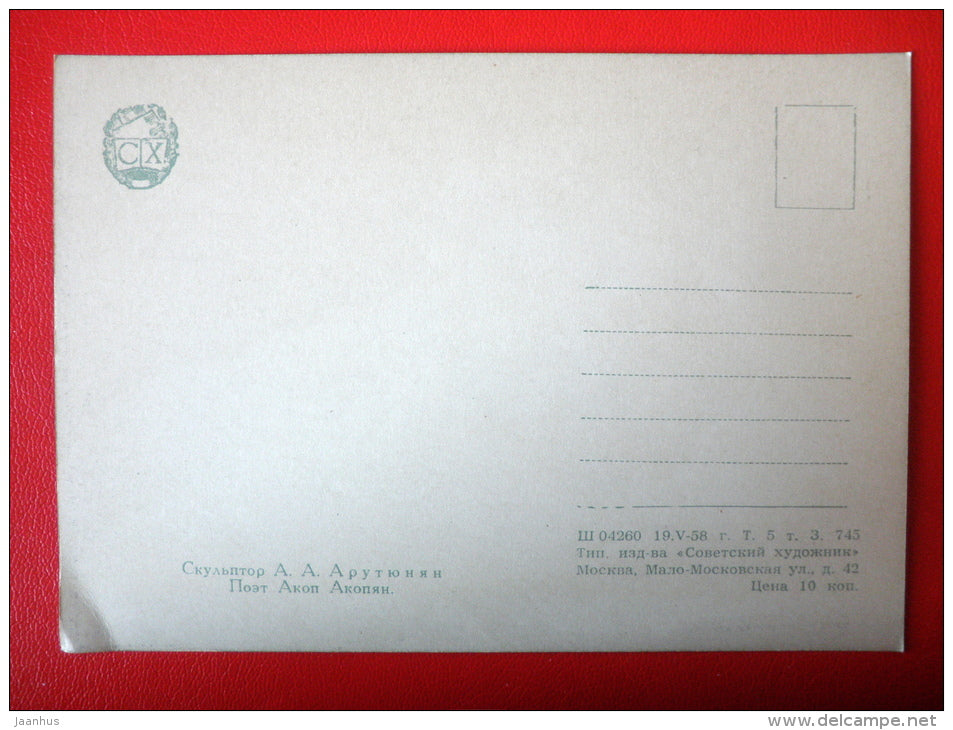 СХ
Ш 04260 19.V-58 г. Т. 5 т. З. 745
Тип. изд-ва «Советский художник»
Москва, Мало-Московская ул., д. 42
Цена 10 коп.
Скульптор А. А. Арутюнян
Поэт Акоп Акопян.
jaanhus
www.delcampe.net